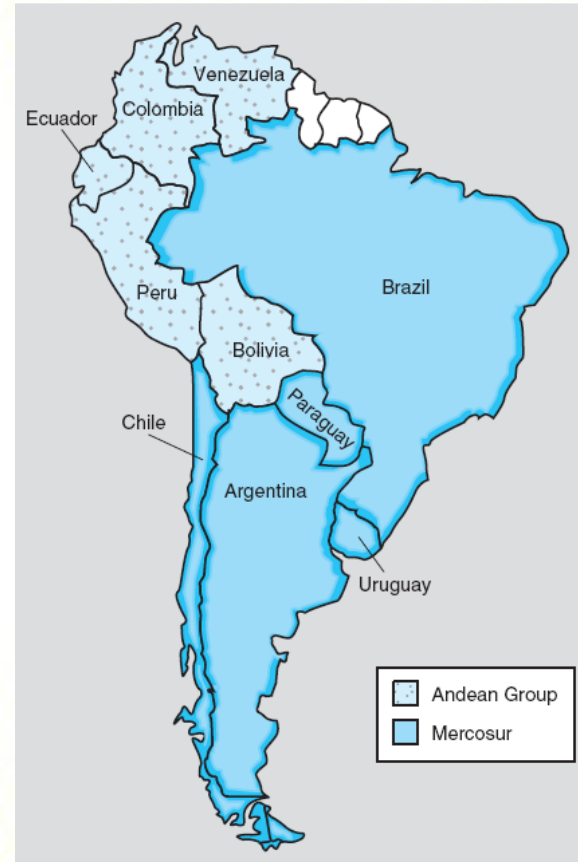 Venezuela
Colombia
Ecuador
Peru
Brazil
Bolivia
Paraguay
Chile
Argentina
Uruguay
Andean Group
Mercosur